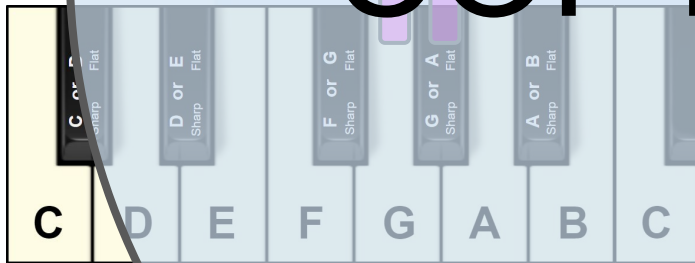 C or D
Sharp Flat
D or E
Sharp Flat
F or G
Sharp Flat
G or A
Sharp Flat
A or B
Sharp Flat
C D E F G A B C